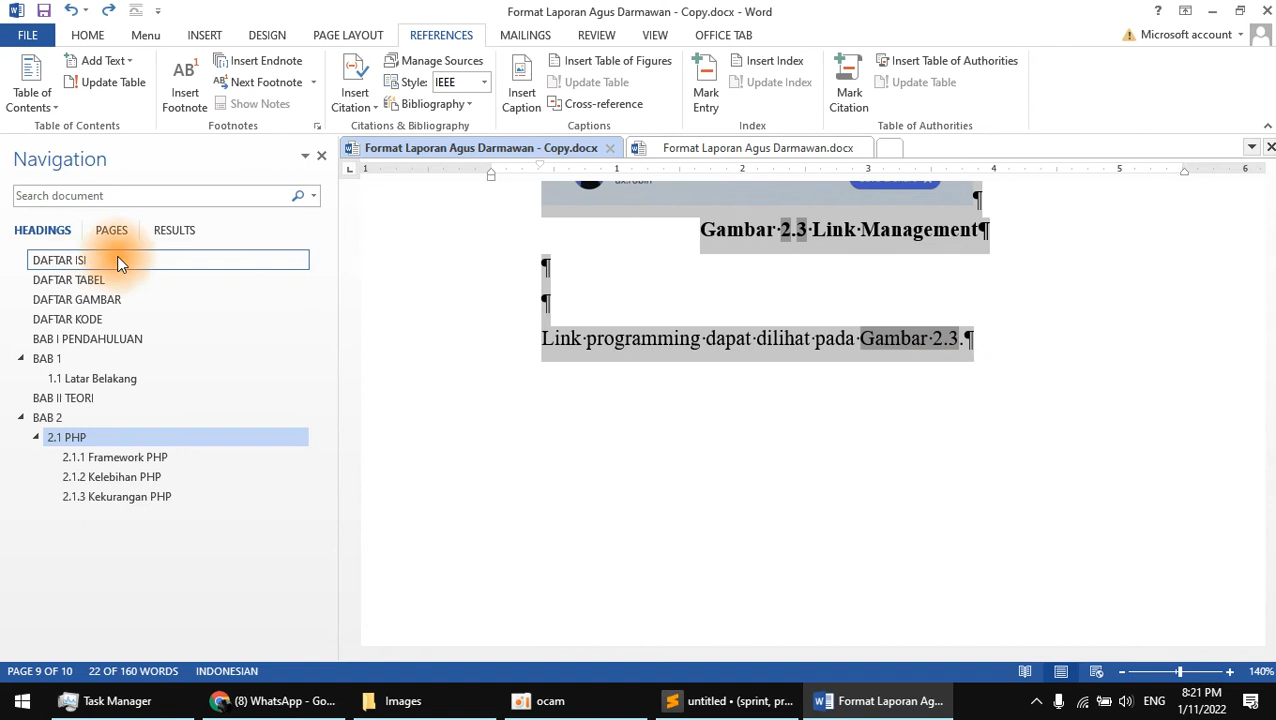 Format Laporan Agus Darmawan - Copy.docx - Word
FILE HOME Menu INSERT DESIGN PAGE LAYOUT REFERENCES MAILINGS REVIEW VIEW OFFICE TAB Microsoft account
Table of Contents
Add Text
Update Table
Table of Contents
AB1
Insert Footnote
Insert Endnote
Next Footnote
Show Notes
Footnotes
Insert Citation
Manage Sources
Style: IEEE
Bibliography
Citations & Bibliography
Insert Caption
Insert Table of Figures
Update Table
Cross-reference
Captions
Mark Entry
Insert Index
Update Index
Index
Mark Citation
Insert Table of Authorities
Update Table
Table of Authorities
Format Laporan Agus Darmawan - Copy.docx
Format Laporan Agus Darmawan.docx
Navigation
Search document
HEADINGS PAGES RESULTS
DAFTAR ISI
DAFTAR TABEL
DAFTAR GAMBAR
DAFTAR KODE
BAB I PENDAHULUAN
BAB 1
1.1 Latar Belakang
BAB II TEORI
BAB 2
2.1 PHP
2.1.1 Framework PHP
2.1.2 Kelebihan PHP
2.1.3 Kekurangan PHP
1 1 2 3 4 5 6
Gambar·2.3·Link·Management¶
¶
¶
Link·programming·dapat·dilihat·pada·Gambar·2.3.¶
PAGE 9 OF 10 22 OF 160 WORDS INDONESIAN 140%
Task Manager
(8) WhatsApp - Go...
Images
ocam
untitled • (sprint, pr...
Format Laporan Ag...
ENG
8:21 PM
1/11/2022